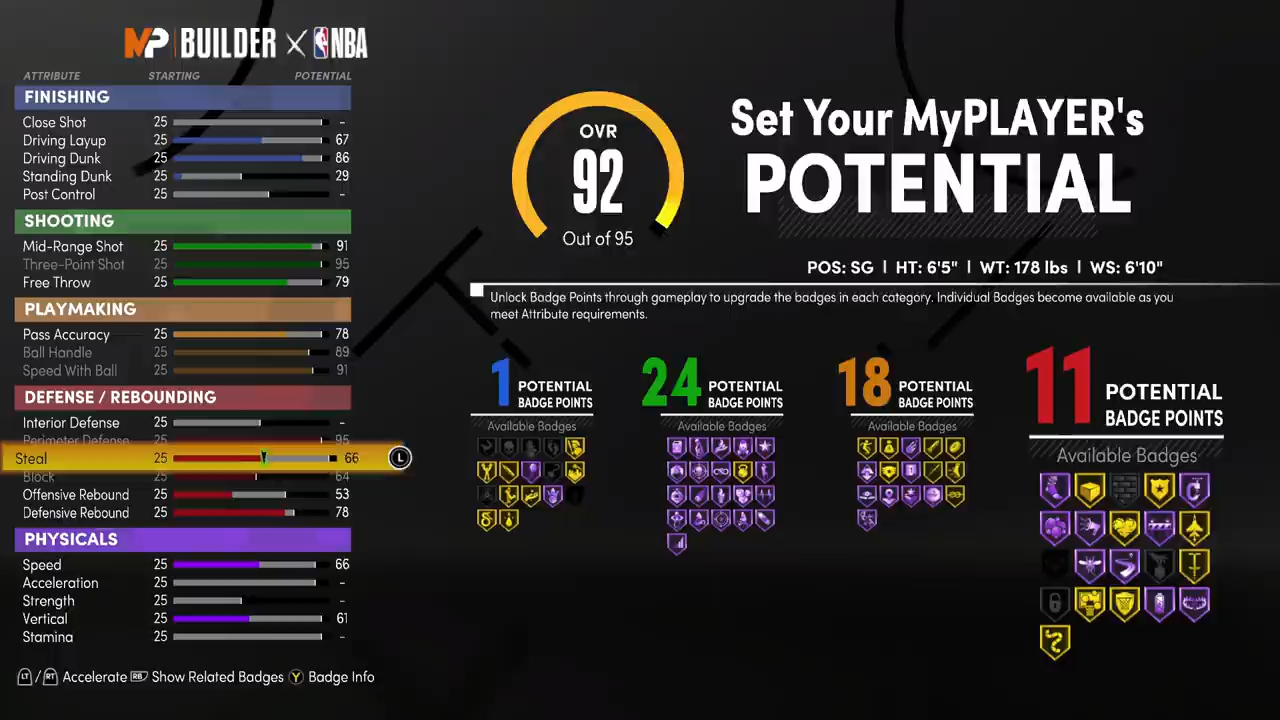 MP | BUILDER X NBA
ATTRIBUTE STARTING POTENTIAL
FINISHING
Close Shot 25 -
Driving Layup 25 67
Driving Dunk 25 86
Standing Dunk 25 29
Post Control 25 -
SHOOTING
Mid-Range Shot 25 91
Three-Point Shot 25 95
Free Throw 25 79
PLAYMAKING
Pass Accuracy 25 78
Ball Handle 25 89
Speed With Ball 25 91
DEFENSE / REBOUNDING
Interior Defense 25 -
Perimeter Defense 25 95
Steal 25 66 L
Block 25 64
Offensive Rebound 25 53
Defensive Rebound 25 78
PHYSICALS
Speed 25 66
Acceleration 25 -
Strength 25 -
Vertical 25 61
Stamina 25 -
LT/RT Accelerate RB Show Related Badges Y Badge Info
OVR
92
Out of 95
Set Your MyPLAYER's
POTENTIAL
POS: SG | HT: 6'5" | WT: 178 lbs | WS: 6'10"
Unlock Badge Points through gameplay to upgrade the badges in each category. Individual Badges become available as you
meet Attribute requirements.
1 POTENTIAL
BADGE POINTS
Available Badges
24 POTENTIAL
BADGE POINTS
Available Badges
18 POTENTIAL
BADGE POINTS
Available Badges
11 POTENTIAL
BADGE POINTS
Available Badges